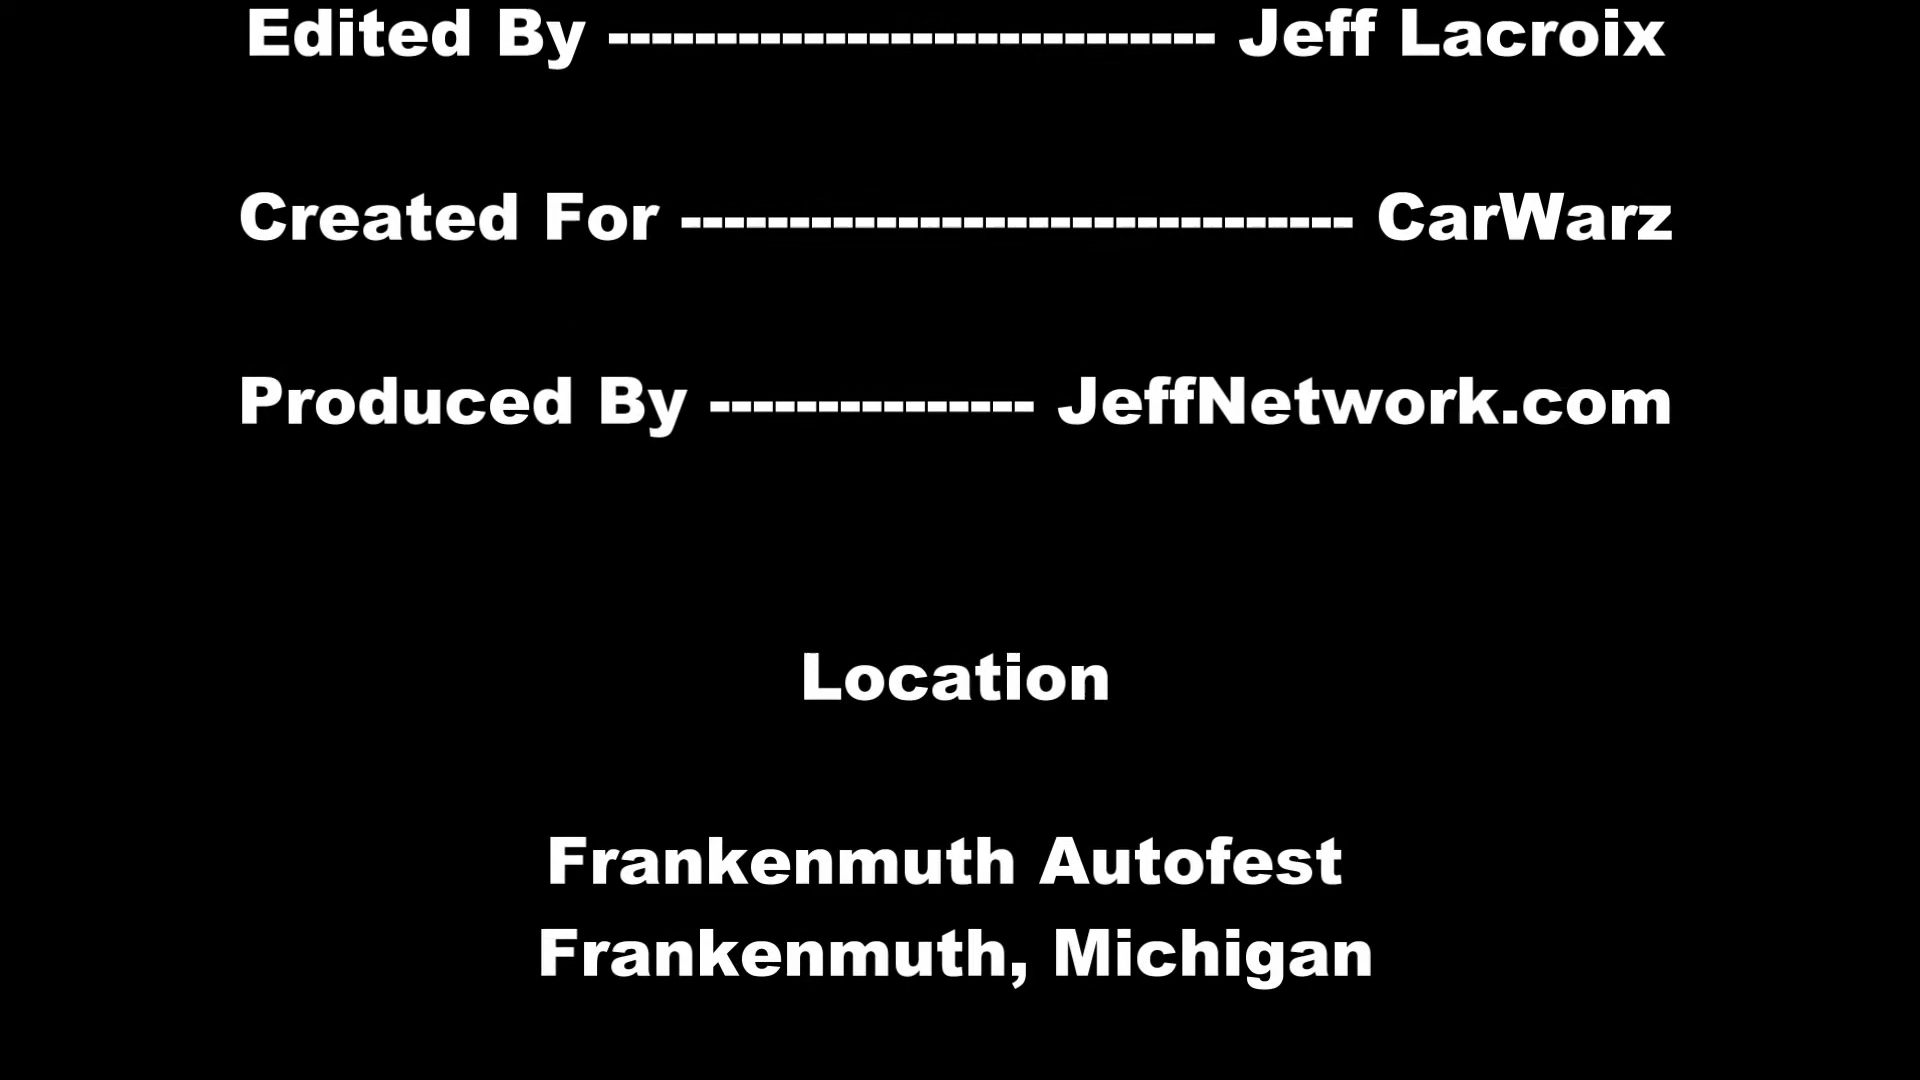 Edited By ---------------------------- Jeff Lacroix
Created For ------------------------------- CarWarz
Produced By --------------- JeffNetwork.com
Location
Frankenmuth Autofest
Frankenmuth, Michigan